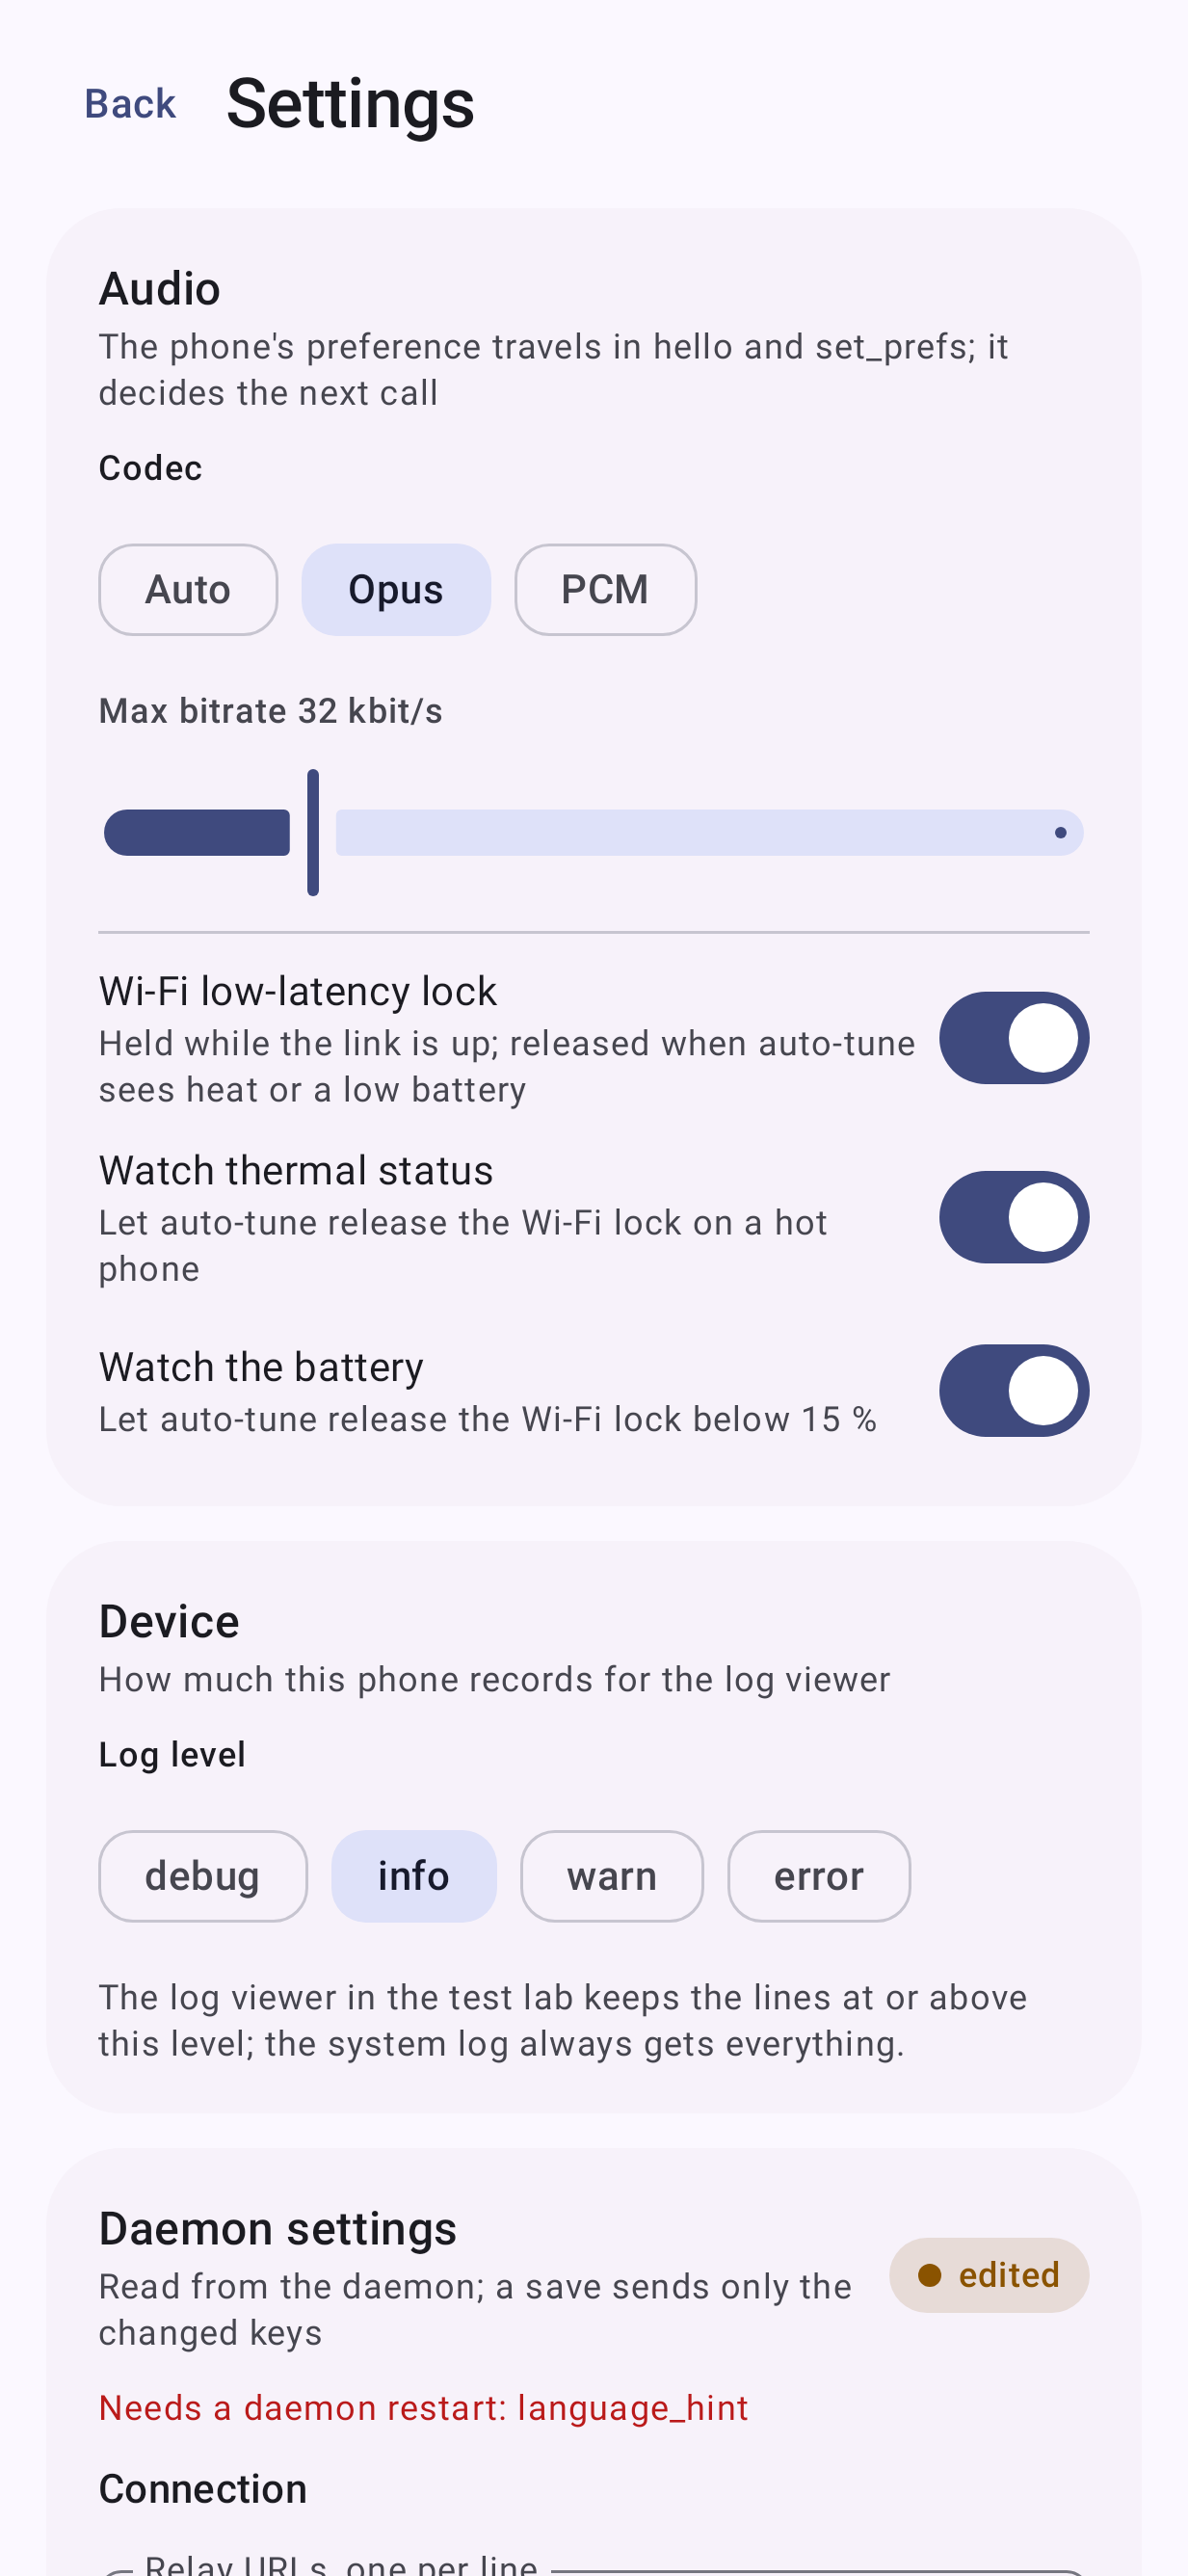 Back Settings
Audio
The phone's preference travels in hello and set_prefs; it
decides the next call
Codec
Auto Opus PCM
Max bitrate 32 kbit/s
Wi-Fi low-latency lock
Held while the link is up; released when auto-tune
sees heat or a low battery
Watch thermal status
Let auto-tune release the Wi-Fi lock on a hot
phone
Watch the battery
Let auto-tune release the Wi-Fi lock below 15 %
Device
How much this phone records for the log viewer
Log level
debug info warn error
The log viewer in the test lab keeps the lines at or above
this level; the system log always gets everything.
Daemon settings
Read from the daemon; a save sends only the
changed keys
edited
Needs a daemon restart: language_hint
Connection
Relay URLs, one per line